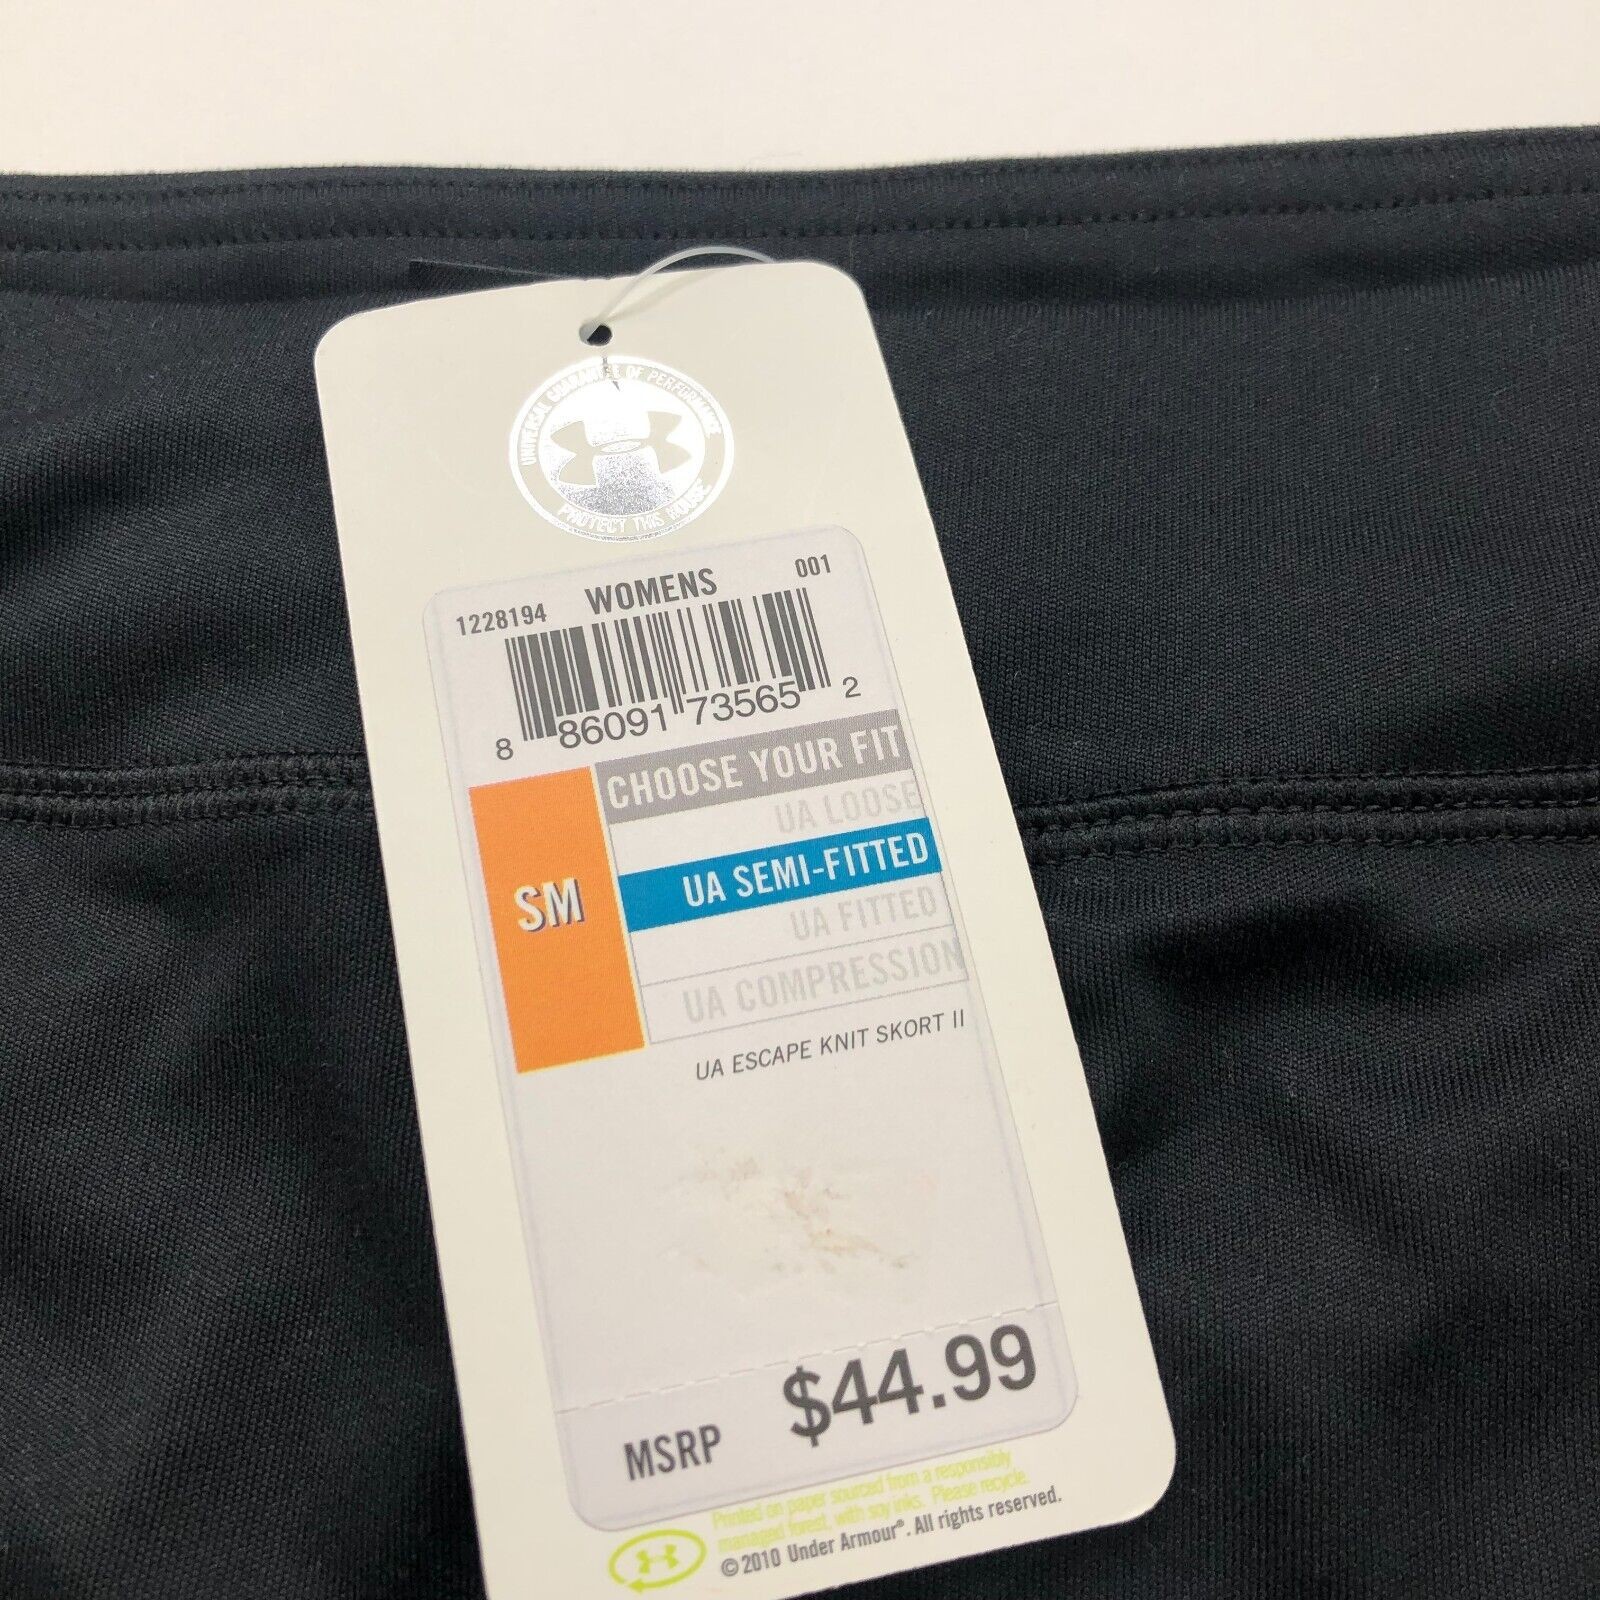 UNIVERSAL GUARANTEE OF PERFORMANCE
PROTECT THIS HOUSE
1228194 WOMENS 001
8 86091 73565 2
CHOOSE YOUR FIT
UA LOOSE
SM
UA SEMI-FITTED
UA FITTED
UA COMPRESSION
UA ESCAPE KNIT SKORT II
MSRP $44.99
Printed on paper sourced from a responsibly
managed forest, with soy inks. Please recycle.
©2010 Under Armour®. All rights reserved.